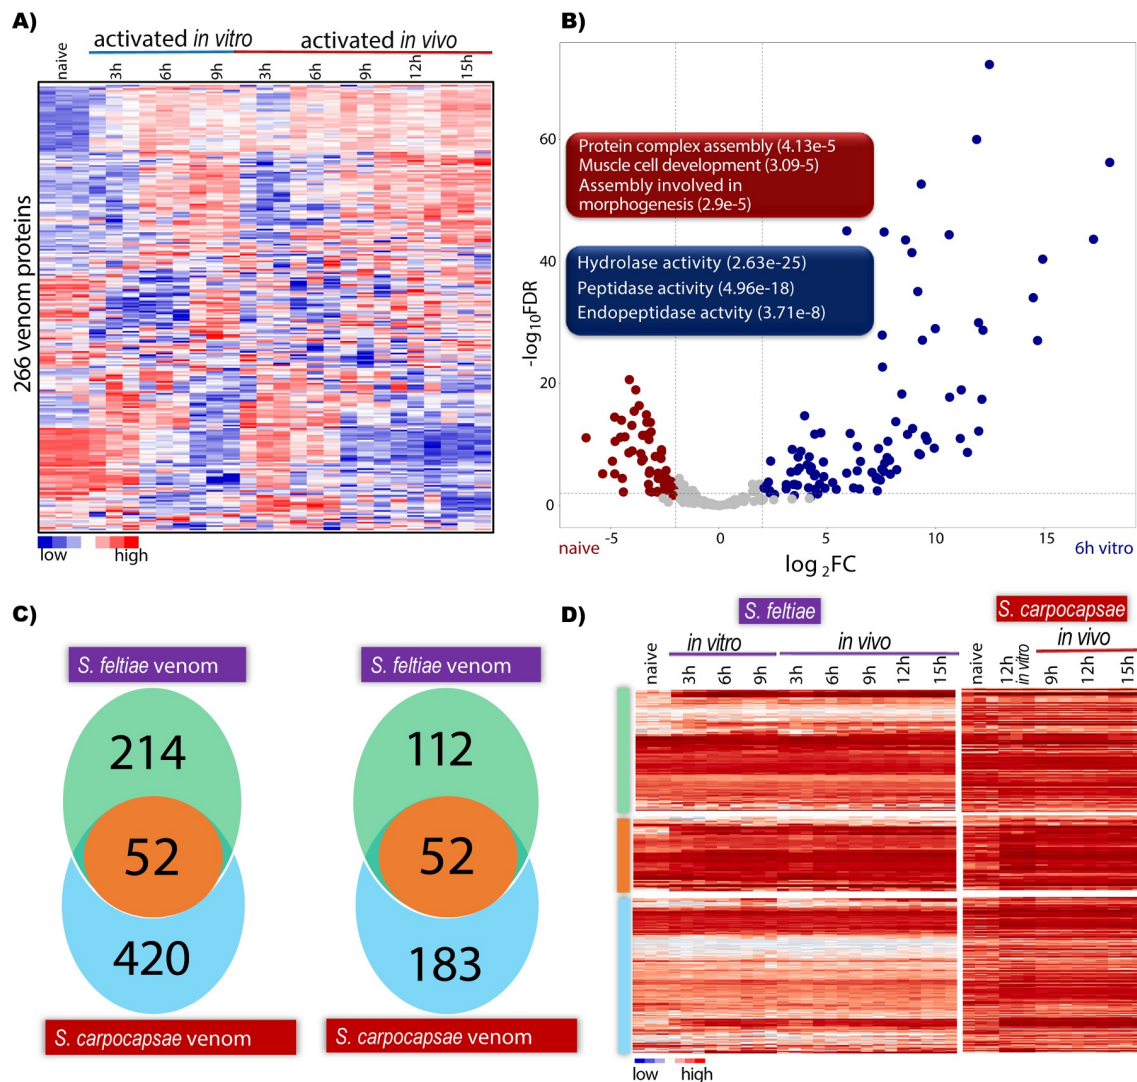 A)
activated in vitro
activated in vivo
naive
3h
6h
9h
3h
6h
9h
12h
15h
266 venom proteins
low
high
B)
60
40
20
0
-log10FDR
Protein complex assembly (4.13e-5
Muscle cell development (3.09-5)
Assembly involved in
morphogenesis (2.9e-5)
Hydrolase activity (2.63e-25)
Peptidase activity (4.96e-18)
Endopeptidase actvity (3.71e-8)
-5
0
5
10
15
naive
6h vitro
log 2FC
C)
S. feltiae venom
214
52
420
S. carpocapsae venom
S. feltiae venom
112
52
183
S. carpocapsae venom
D)
S. feltiae
S. carpocapsae
naive
in vitro
3h
6h
9h
in vivo
3h
6h
9h
12h
15h
naive
12h
in vitro
in vivo
9h
12h
15h
low
high